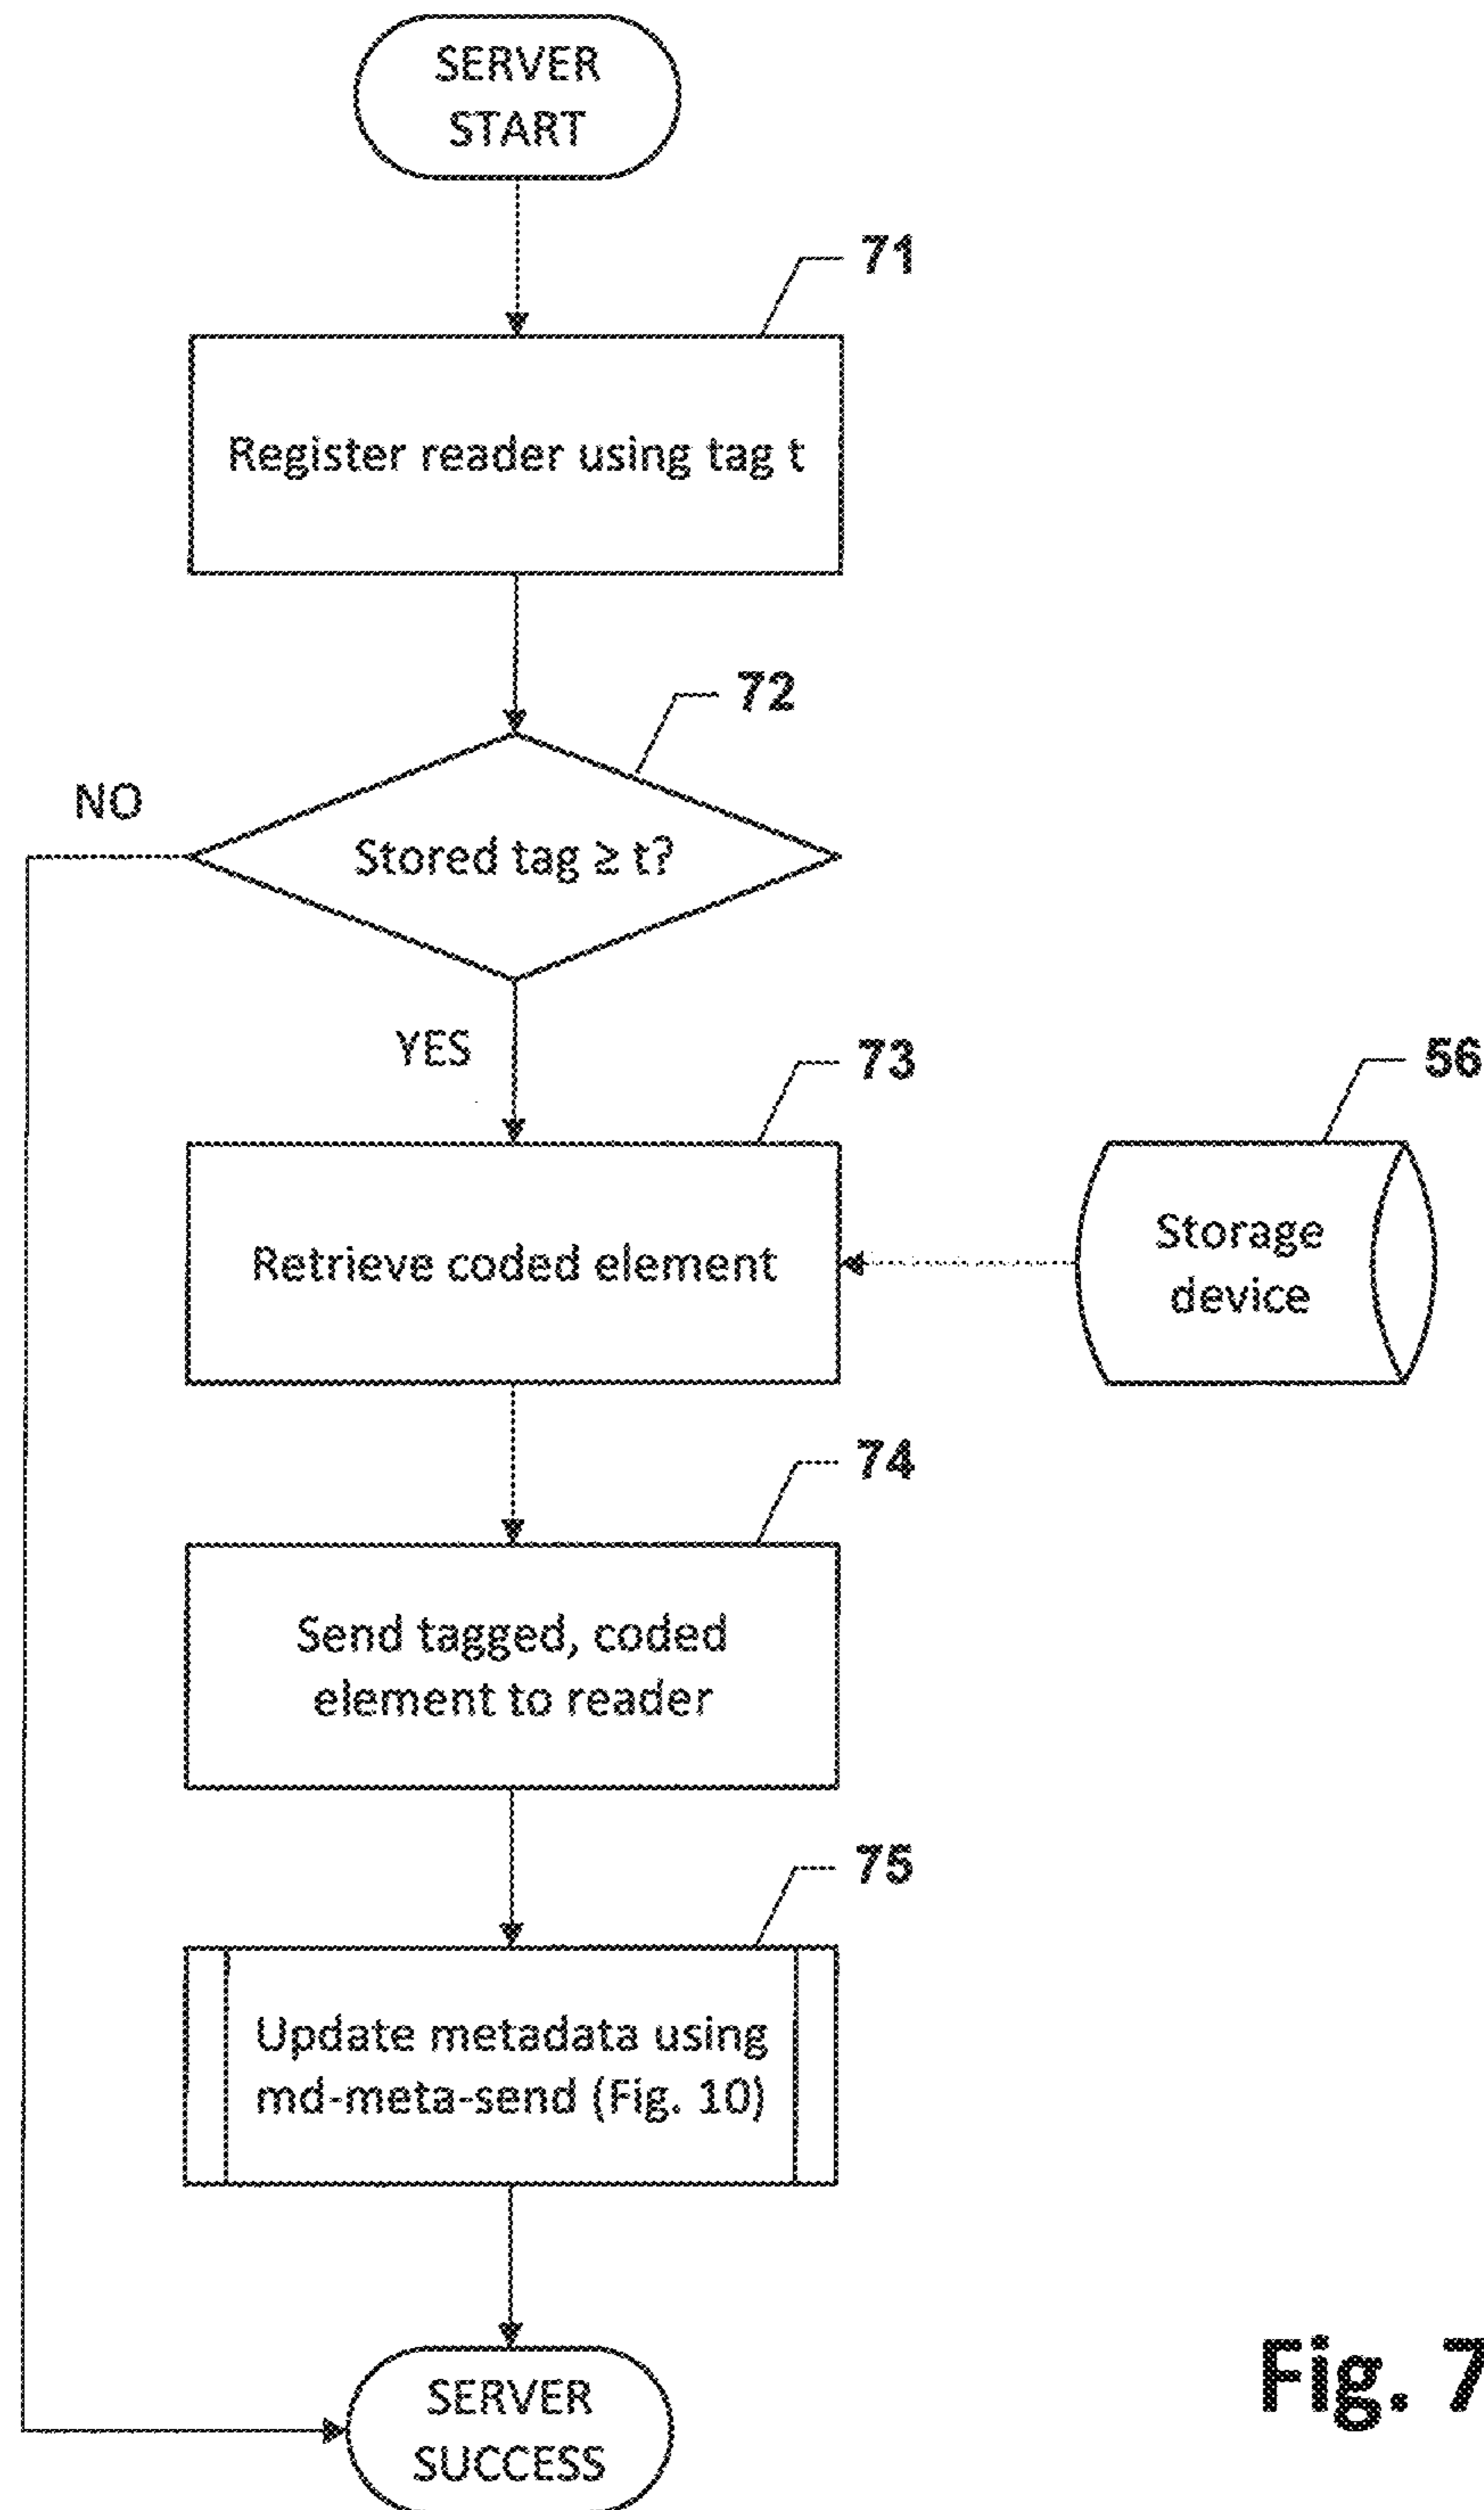 SERVER
START
71
Register reader using tag t
72
NO
Stored tag ≥ t?
YES
73
56
Retrieve coded element
Storage
device
74
Send tagged, coded
element to reader
75
Update metadata using
md-meta-send (Fig. 10)
SERVER
SUCCESS
Fig. 7